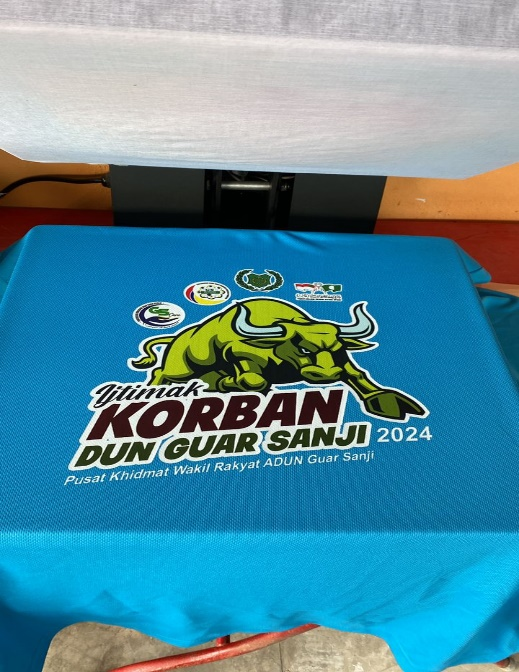 Ijtimak
KORBAN
DUN GUAR SANJI 2024
Pusat Khidmat Wakil Rakyat ADUN Guar Sanji